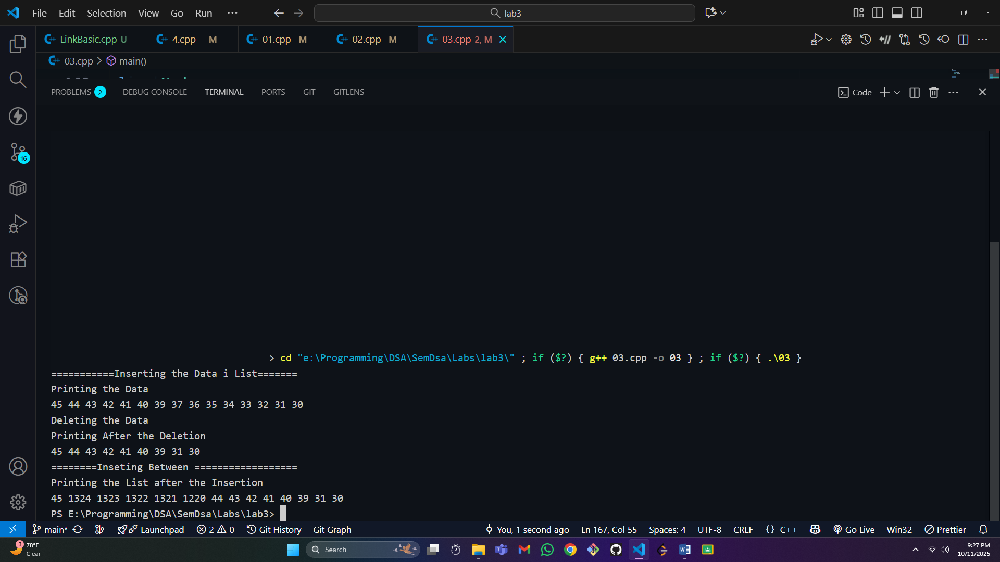 File Edit Selection View Go Run ··· lab3
LinkBasic.cpp U 4.cpp M 01.cpp M 02.cpp M 03.cpp 2, M
03.cpp > main()
PROBLEMS 2 DEBUG CONSOLE TERMINAL PORTS GIT GITLENS Code
16
> cd "e:\Programming\DSA\SemDsa\Labs\lab3\" ; if ($?) { g++ 03.cpp -o 03 } ; if ($?) { .\03 }
===========Inserting the Data i List=======
Printing the Data
45 44 43 42 41 40 39 37 36 35 34 33 32 31 30
Deleting the Data
Printing After the Deletion
45 44 43 42 41 40 39 31 30
========Inseting Between ==================
Printing the List after the Insertion
45 1324 1323 1322 1321 1220 44 43 42 41 40 39 31 30
PS E:\Programming\DSA\SemDsa\Labs\lab3>
main* Launchpad 2 0 Git History Git Graph You, 1 second ago Ln 167, Col 55 Spaces: 4 UTF-8 CRLF {} C++ Go Live Win32 Prettier
3 78°F Search 9:27 PM
Clear 10/11/2025